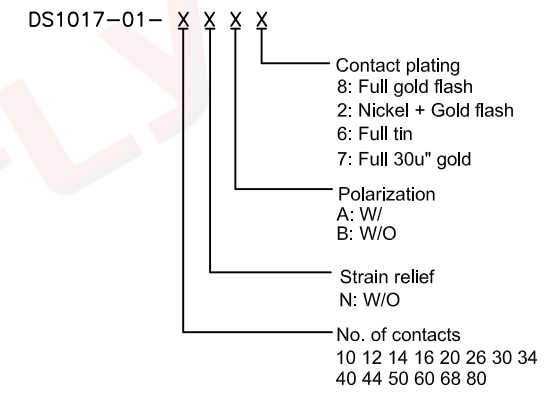 DS1017-01- X X X X
Contact plating
8: Full gold flash
2: Nickel + Gold flash
6: Full tin
7: Full 30u" gold
Polarization
A: W/
B: W/O
Strain relief
N: W/O
No. of contacts
10 12 14 16 20 26 30 34
40 44 50 60 68 80